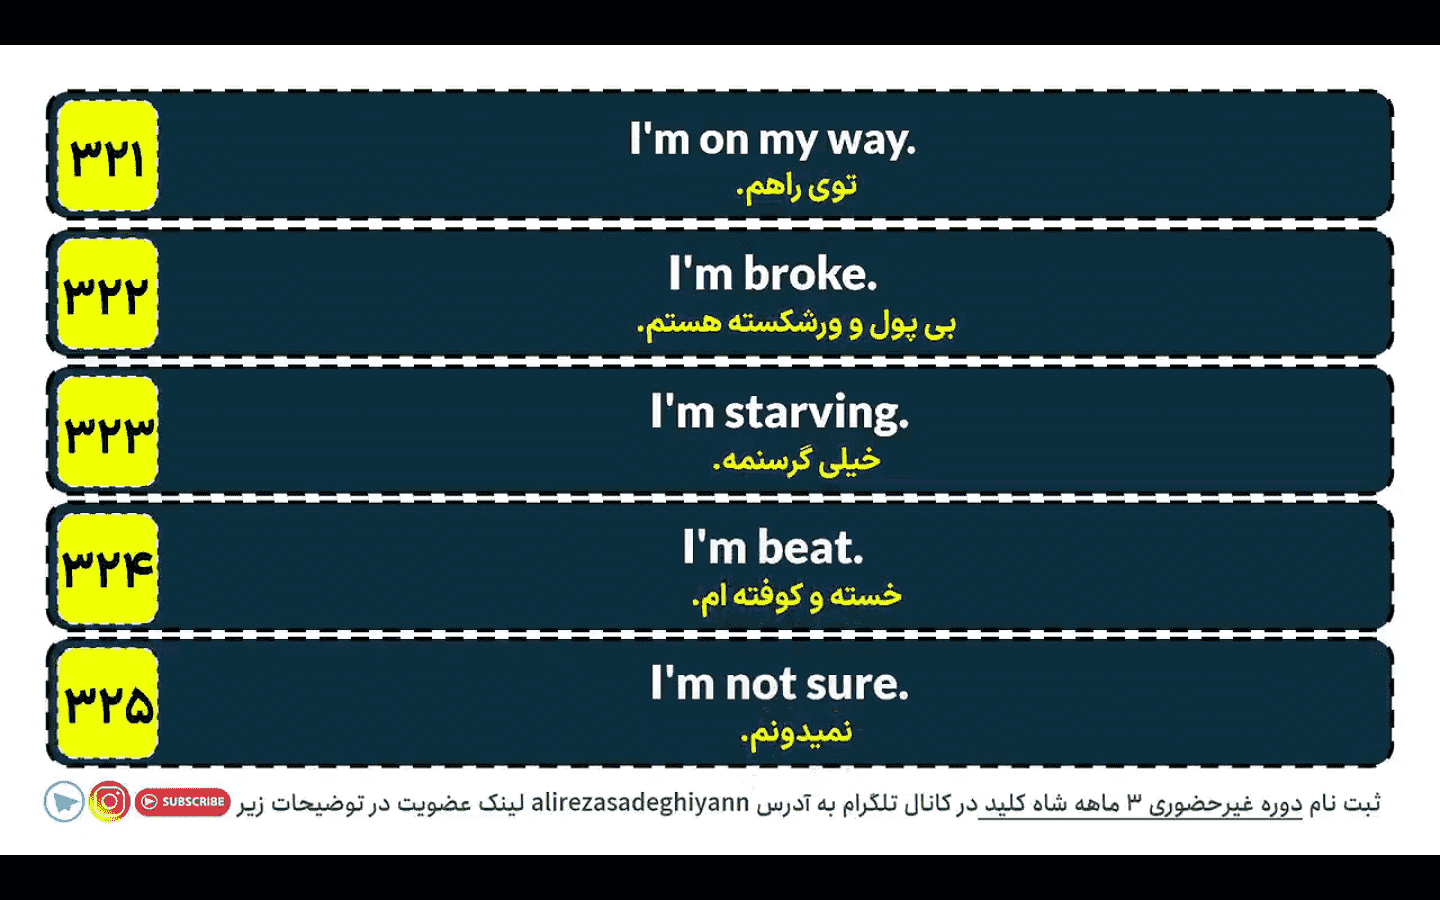 ۳۲۱
I'm on my way.
توی راهم.
۳۲۲
I'm broke.
بی پول و ورشکسته هستم.
۳۲۳
I'm starving.
خیلی گرسنمه.
۳۲۴
I'm beat.
خسته و کوفته ام.
۳۲۵
I'm not sure.
نمیدونم.
ثبت نام دوره غیرحضوری ۳ ماهه شاه کلید در کانال تلگرام به آدرس alirezasadeghiyann لینک عضویت در توضیحات زیر
SUBSCRIBE